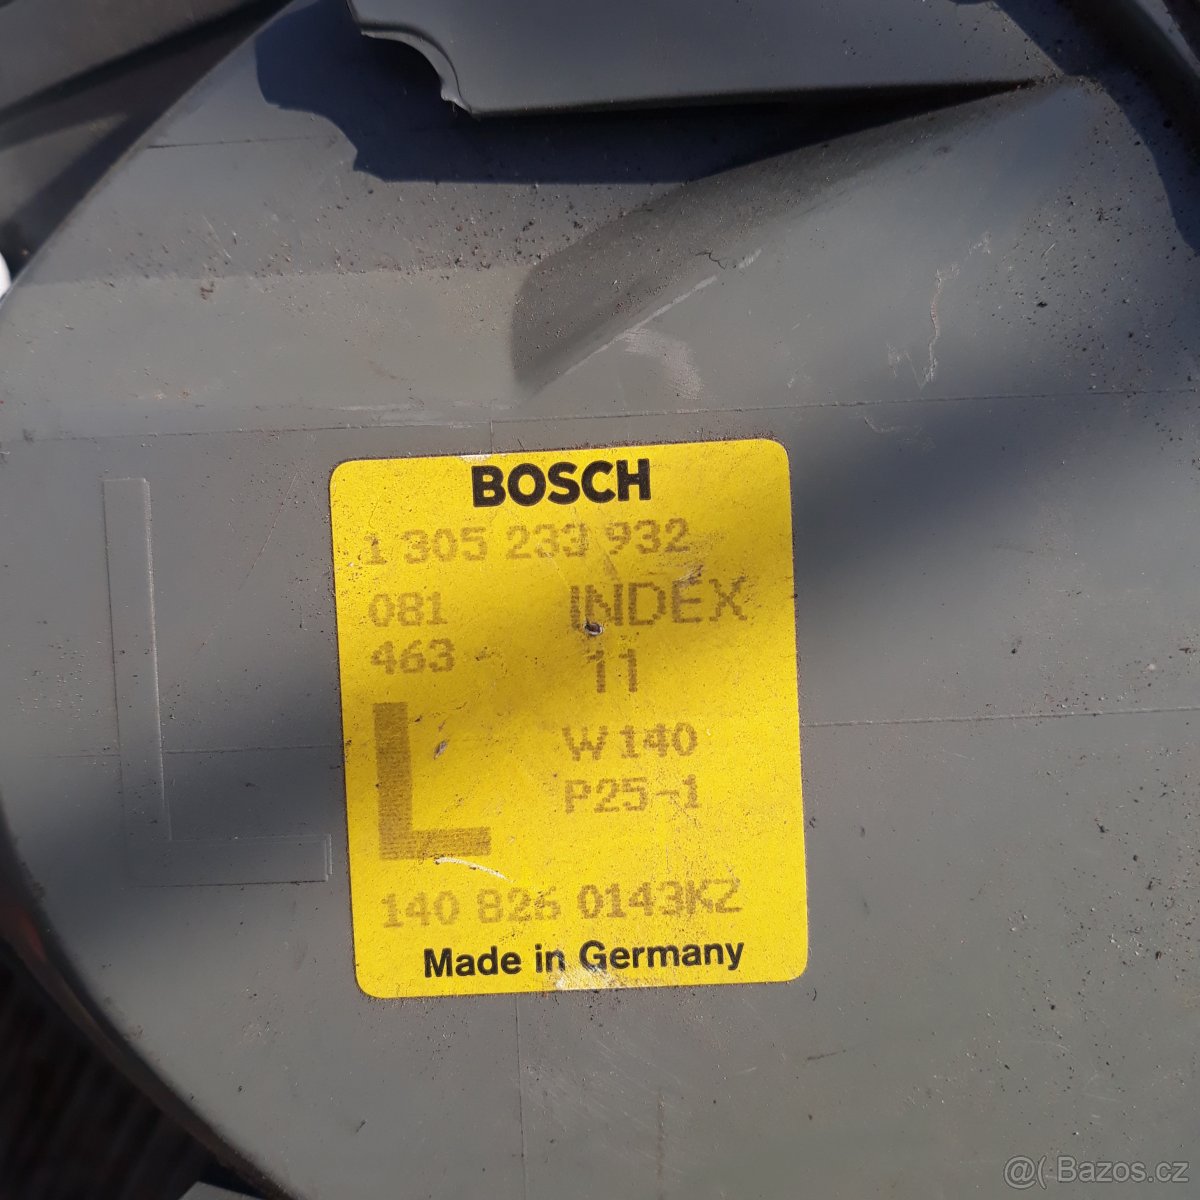 BOSCH
1 305 233 932
081 INDEX
463 11
L
W140
P25-1
140 826 0143KZ
Made in Germany
@( Bazos.cz